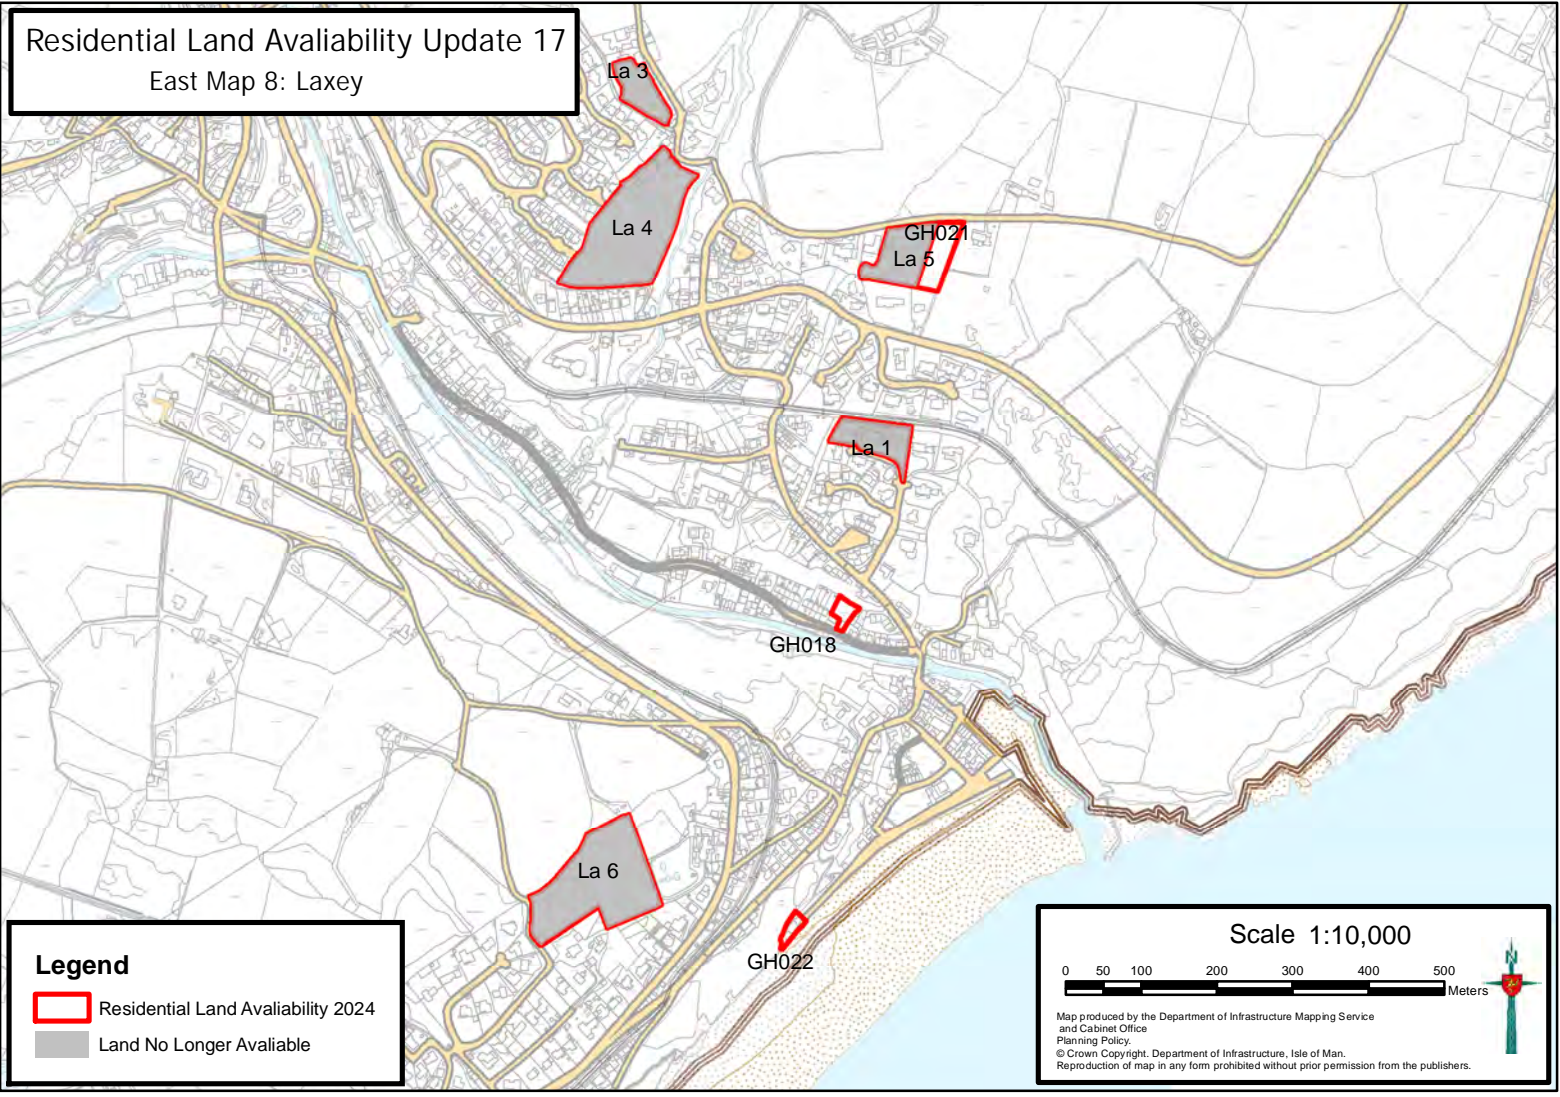 Residential Land Avaliability Update 17
East Map 8: Laxey
La 3
La 4
GH021
La 5
La 1
GH018
La 6
GH022
Legend
Residential Land Avaliability 2024
Land No Longer Avaliable
Scale 1:10,000
0 50 100 200 300 400 500
Meters
N
Map produced by the Department of Infrastructure Mapping Service
and Cabinet Office
Planning Policy.
© Crown Copyright. Department of Infrastructure, Isle of Man.
Reproduction of map in any form prohibited without prior permission from the publishers.